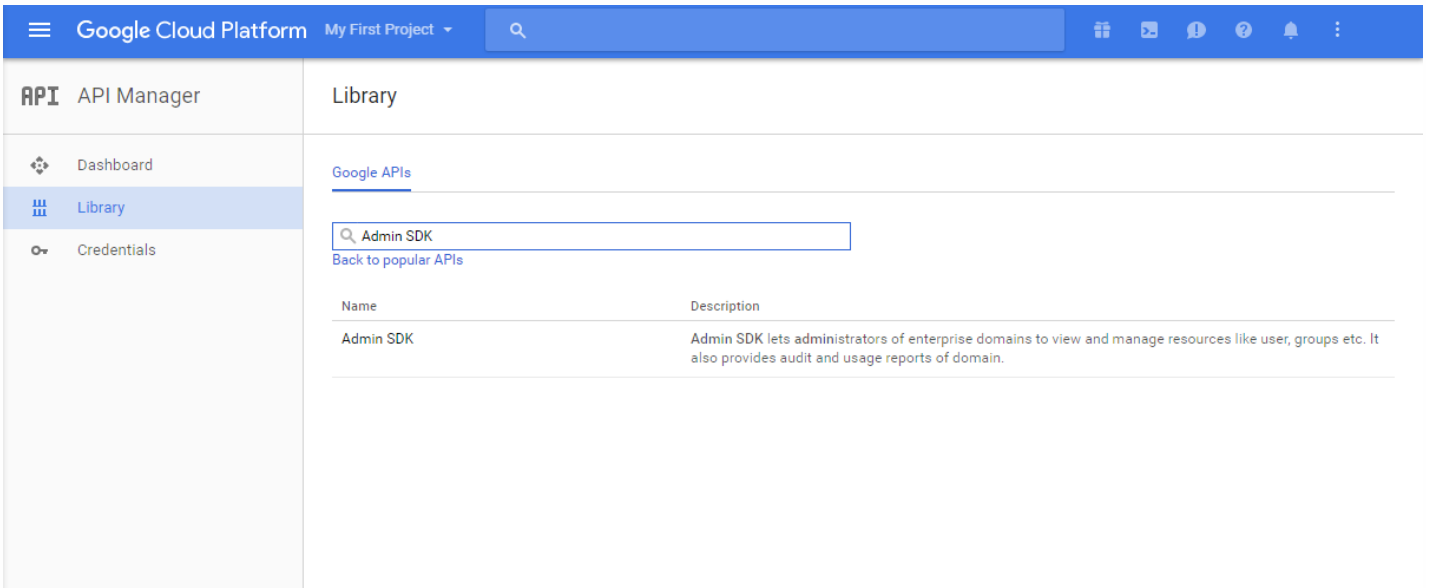 Google Cloud Platform My First Project
API API Manager
Library
Dashboard
Library
Credentials
Google APIs
Admin SDK
Back to popular APIs
Name Description
Admin SDK Admin SDK lets administrators of enterprise domains to view and manage resources like user, groups etc. It
also provides audit and usage reports of domain.